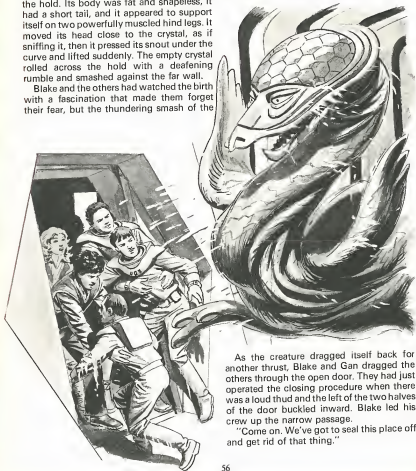 the hold. Its body was fat and shapeless, it
had a short tail, and it appeared to support
itself on two powerfully muscled hind legs. It
moved its head close to the crystal, as if
sniffing it, then it pressed its snout under the
curve and lifted suddenly. The empty crystal
rolled across the hold with a deafening
rumble and smashed against the far wall.
Blake and the others had watched the birth
with a fascination that made them forget
their fear, but the thundering smash of the
As the creature dragged itself back for
another thrust, Blake and Gan dragged the
others through the open door. They had just
operated the closing procedure when there
was a loud thud and the left of the two halves
of the door buckled inward. Blake led his
crew up the narrow passage.
"Come on. We've got to seal this place off
and get rid of that thing."
56